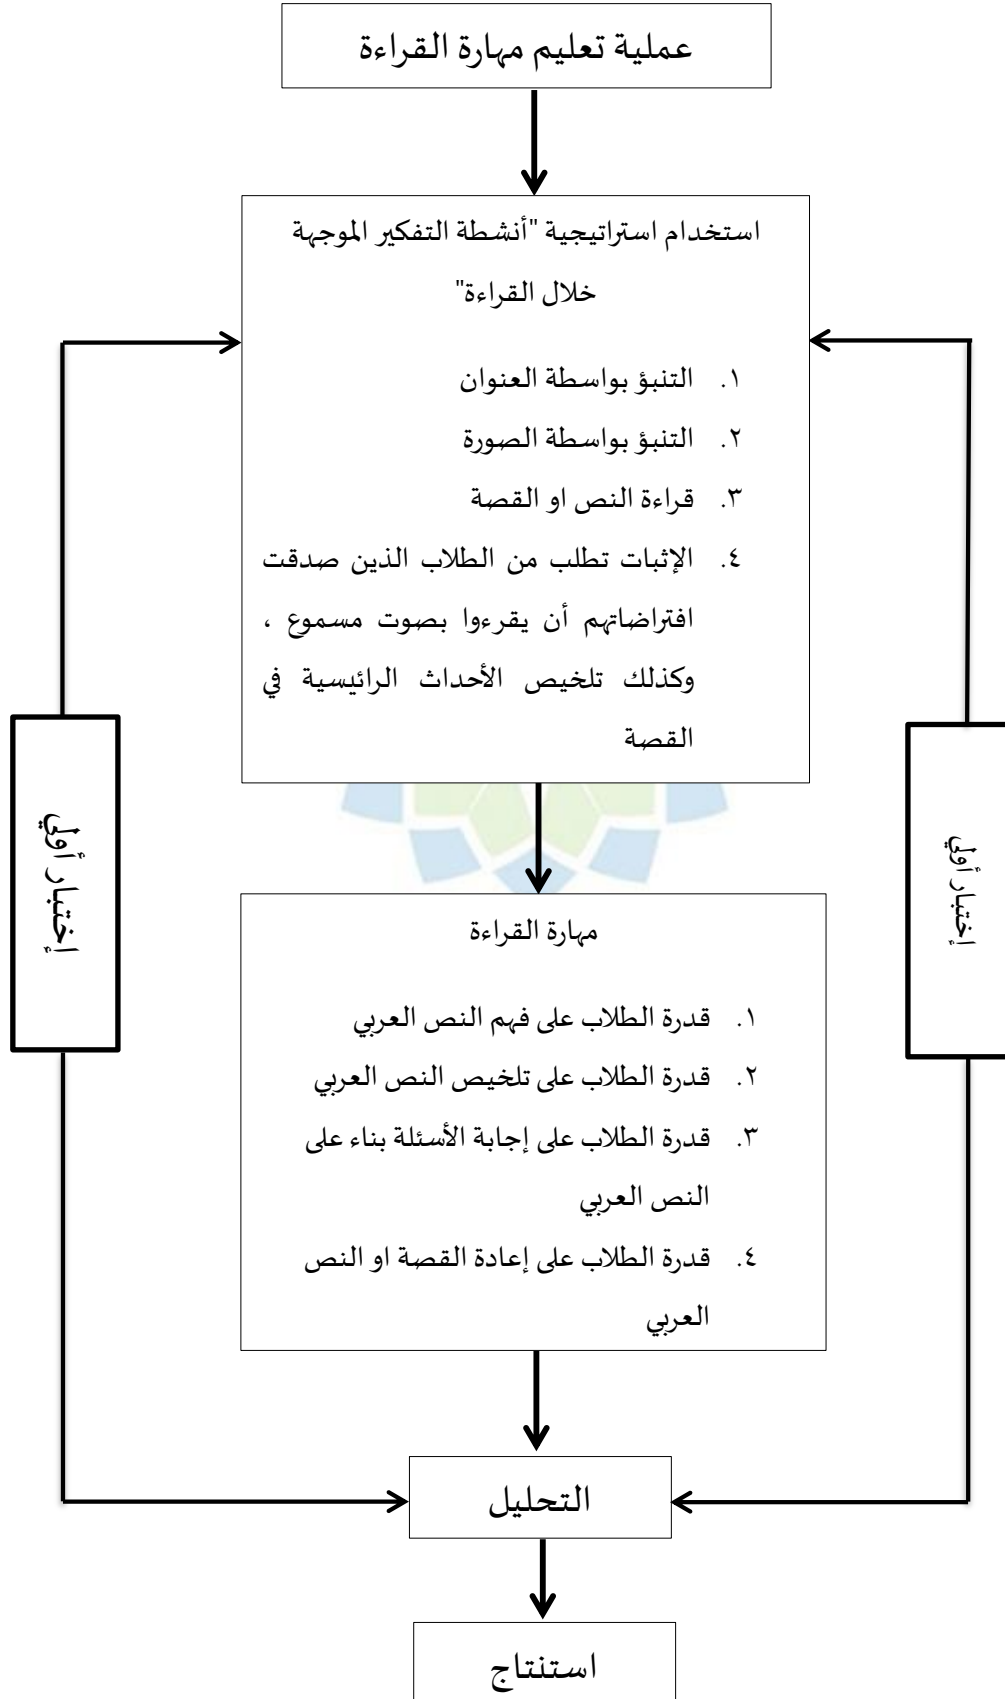 عملية تعليم مهارة القراءة
استخدام استراتيجية "أنشطة التفكير الموجهة
خلال القراءة"
١. التنبؤ بواسطة العنوان
٢. التنبؤ بواسطة الصورة
٣. قراءة النص او القصة
٤. الإثبات تطلب من الطلاب الذين صدقت
افتراضاتهم أن يقرءوا بصوت مسموع ،
وكذلك تلخيص الأحداث الرائيسية في
القصة
إختبار أولي
إختبار أولي
مهارة القراءة
١. قدرة الطلاب على فهم النص العربي
٢. قدرة الطلاب على تلخيص النص العربي
٣. قدرة الطلاب على إجابة الأسئلة بناء على
النص العربي
٤. قدرة الطلاب على إعادة القصة او النص
العربي
التحليل
استنتاج